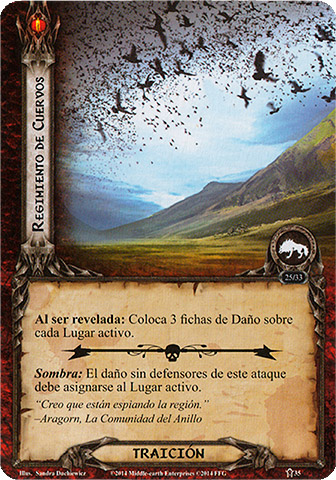 REGIMIENTO DE CUERVOS
25/33
Al ser revelada: Coloca 3 fichas de Daño sobre
cada Lugar activo.
Sombra: El daño sin defensores de este ataque
debe asignarse al Lugar activo.
“Creo que están espiando la región.”
–Aragorn, La Comunidad del Anillo
TRAICIÓN
Illus. Sandra Duchiewicz ©2014 Middle-earth Enterprises ©2014 FFG 35